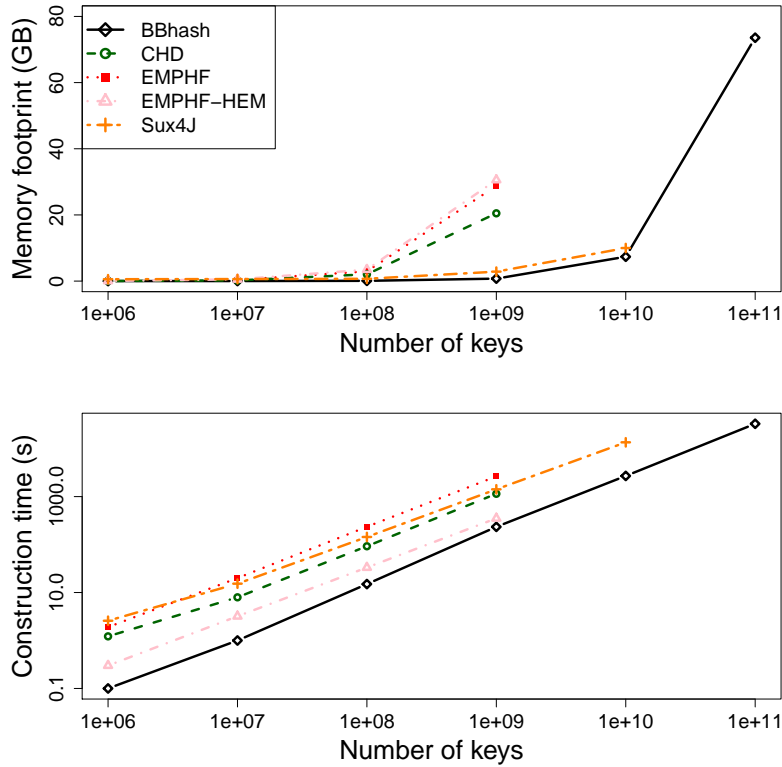 Memory footprint (GB)
80
60
40
20
0
BBhash
CHD
EMPHF
EMPHF−HEM
Sux4J
1e+06 1e+07 1e+08 1e+09 1e+10 1e+11
Number of keys
Construction time (s)
1000.0
10.0
0.1
1e+06 1e+07 1e+08 1e+09 1e+10 1e+11
Number of keys